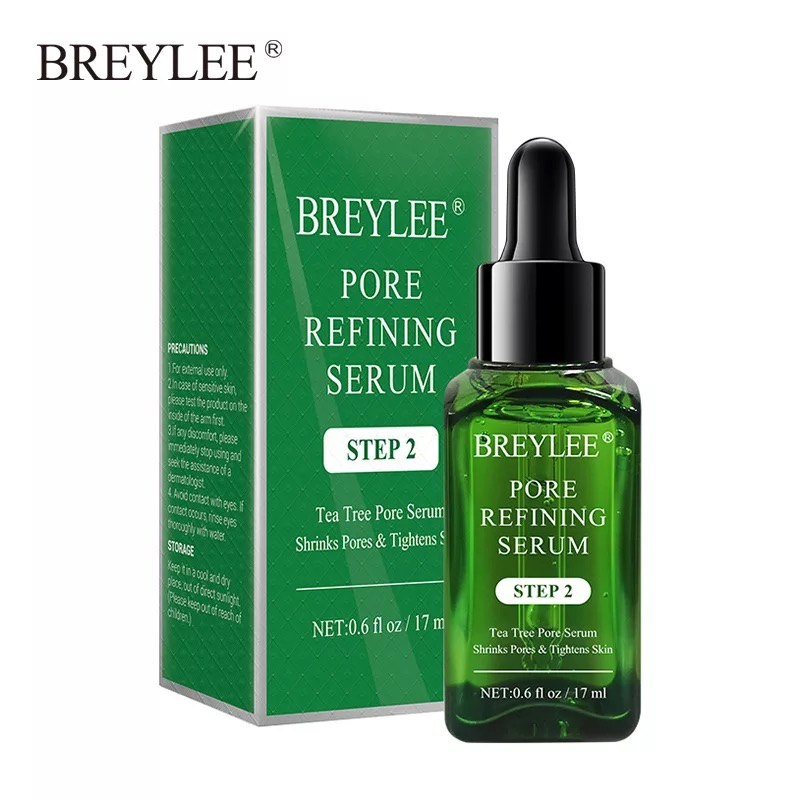 BREYLEE®
BREYLEE®
PORE
REFINING
SERUM
STEP 2
Tea Tree Pore Serum
Shrinks Pores & Tightens S
NET:0.6 fl oz / 17 m
PRECAUTIONS
1.For external use only.
2.In case of sensitive skin,
please test the product on the
inside of the arm first.
3.If any discomfort, please
immediately stop using and
seek the assistance of a
dermatologist.
4. Avoid contact with eyes. If
contact occurs, rinse eyes
thoroughly with water.
STORAGE
Keep it in a cool and dry
place, out of direct sunlight.
(Please keep out of reach of
children.)
BREYLEE®
PORE
REFINING
SERUM
STEP 2
Tea Tree Pore Serum
Shrinks Pores & Tightens Skin
NET:0.6 fl oz / 17 ml